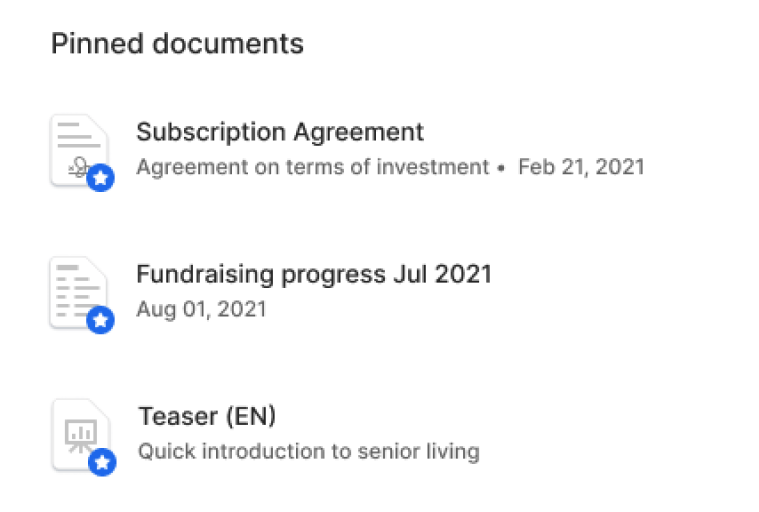 Pinned documents
Subscription Agreement
Agreement on terms of investment • Feb 21, 2021
Fundraising progress Jul 2021
Aug 01, 2021
Teaser (EN)
Quick introduction to senior living